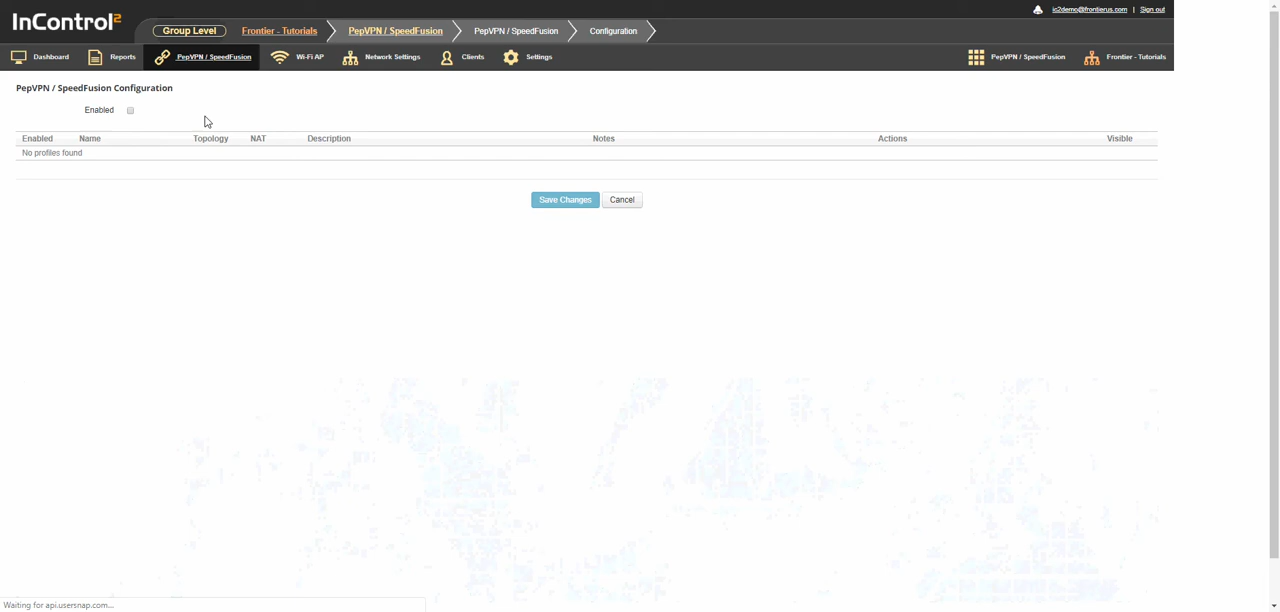 ic2demo@frontierus.com | Sign out
InControl2
Group Level Frontier - Tutorials PepVPN / SpeedFusion PepVPN / SpeedFusion Configuration
Dashboard Reports PepVPN / SpeedFusion Wi-Fi AP Network Settings Clients Settings PepVPN / SpeedFusion Frontier - Tutorials
PepVPN / SpeedFusion Configuration
Enabled
Enabled Name Topology NAT Description Notes Actions Visible
No profiles found
Save Changes Cancel
Waiting for api.usersnap.com...